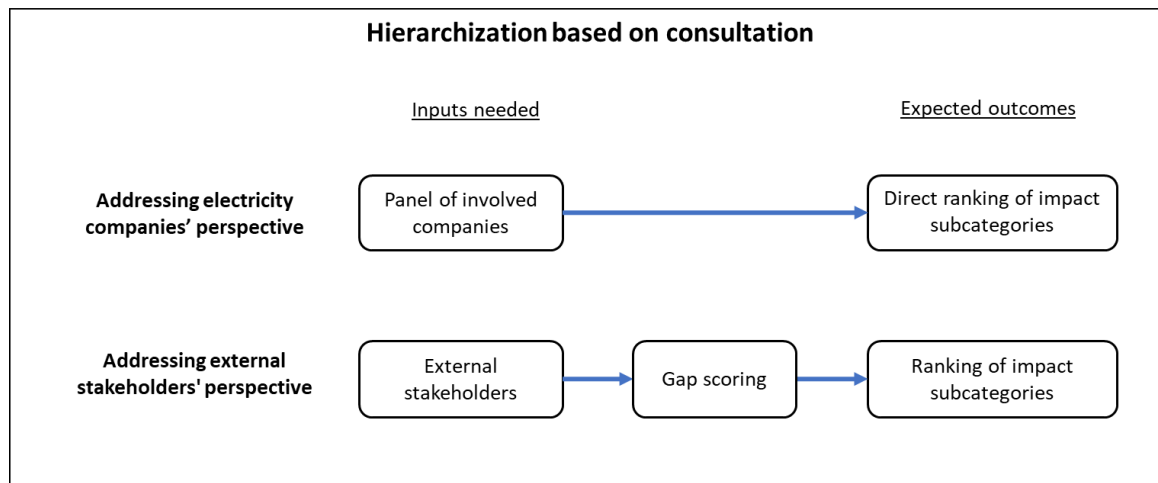 Hierarchization based on consultation
Inputs needed
Expected outcomes
Addressing electricity
companies’ perspective
Panel of involved
companies
Direct ranking of impact
subcategories
Addressing external
stakeholders' perspective
External
stakeholders
Gap scoring
Ranking of impact
subcategories